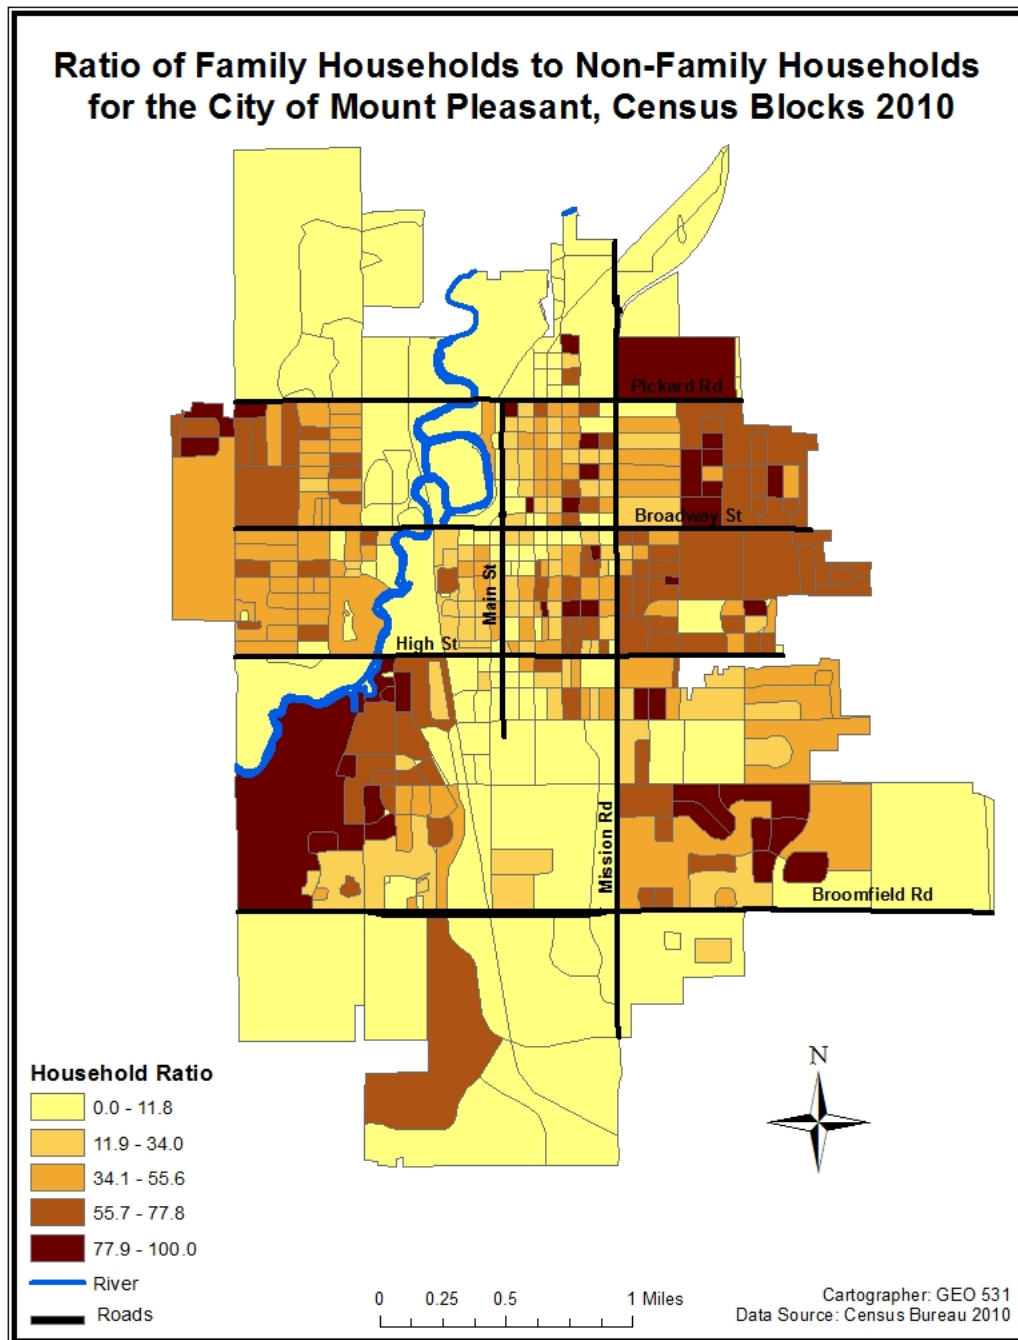 Ratio of Family Households to Non-Family Households
for the City of Mount Pleasant, Census Blocks 2010
Pickard Rd
Broadway St
Main St
High St
Mission Rd
Broomfield Rd
N
Household Ratio
0.0 - 11.8
11.9 - 34.0
34.1 - 55.6
55.7 - 77.8
77.9 - 100.0
River
Roads
0 0.25 0.5 1 Miles
Cartographer: GEO 531
Data Source: Census Bureau 2010